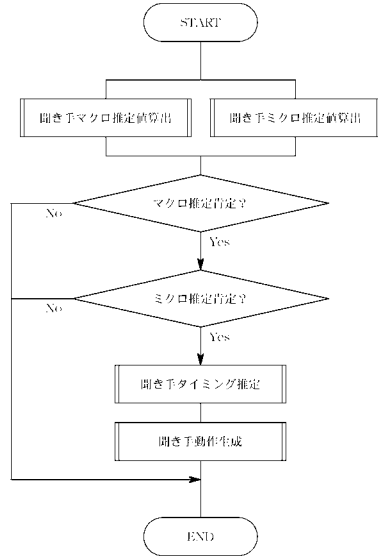 START
聞き手マクロ推定値算出
聞き手ミクロ推定値算出
マクロ推定肯定?
No
Yes
ミクロ推定肯定?
No
Yes
聞き手タイミング推定
聞き手動作生成
END